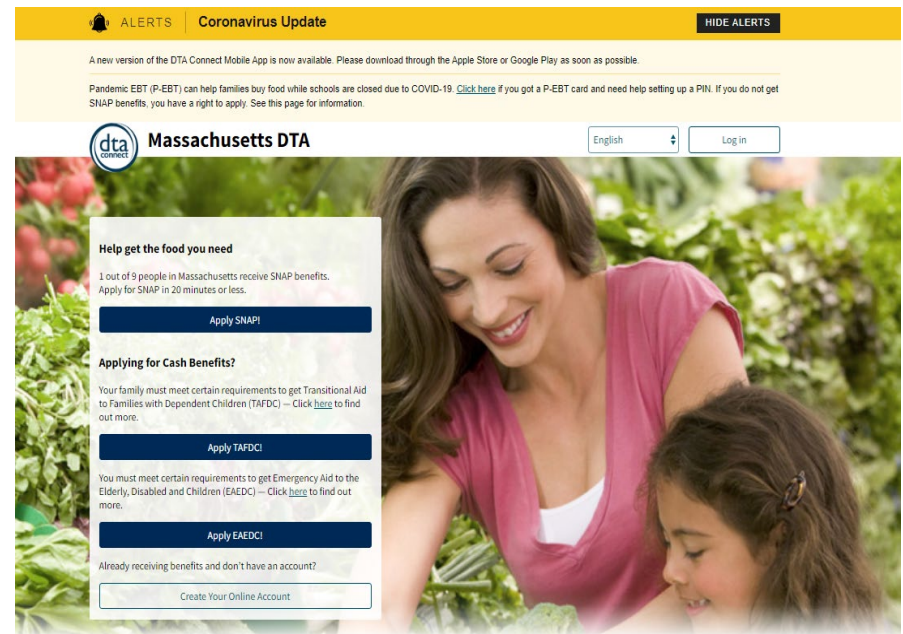 ALERTS Coronavirus Update HIDE ALERTS
A new version of the DTA Connect Mobile App is now available. Please download through the Apple Store or Google Play as soon as possible.
Pandemic EBT (P-EBT) can help families buy food while schools are closed due to COVID-19. Click here if you got a P-EBT card and need help setting up a PIN. If you do not get
SNAP benefits, you have a right to apply. See this page for information.
dta
connect
Massachusetts DTA
English
Log in
Help get the food you need
1 out of 9 people in Massachusetts receive SNAP benefits.
Apply for SNAP in 20 minutes or less.
Apply SNAP!
Applying for Cash Benefits?
Your family must meet certain requirements to get Transitional Aid
to Families with Dependent Children (TAFDC) — Click here to find
out more.
Apply TAFDC!
You must meet certain requirements to get Emergency Aid to the
Elderly, Disabled and Children (EAEDC) — Click here to find out
more.
Apply EAEDC!
Already receiving benefits and don't have an account?
Create Your Online Account